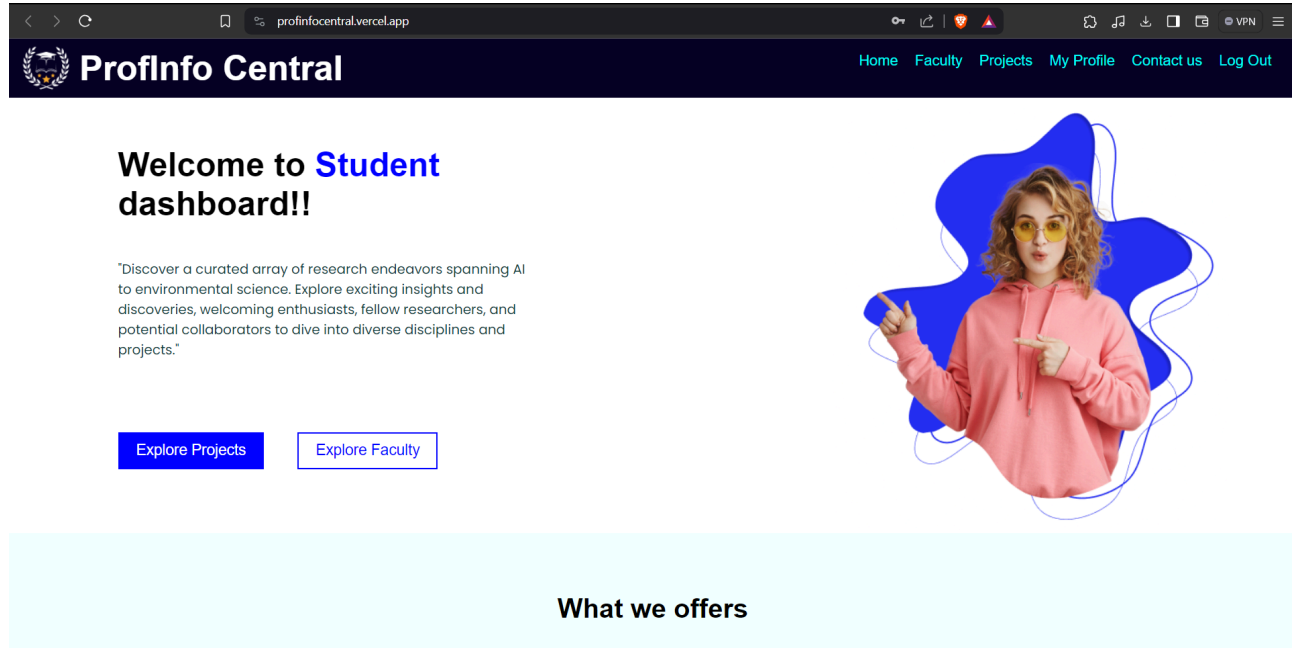 profinfocentral.vercel.app
VPN
ProfInfo Central
Home Faculty Projects My Profile Contact us Log Out
Welcome to Student
dashboard!!
"Discover a curated array of research endeavors spanning AI
to environmental science. Explore exciting insights and
discoveries, welcoming enthusiasts, fellow researchers, and
potential collaborators to dive into diverse disciplines and
projects."
Explore Projects Explore Faculty
What we offers